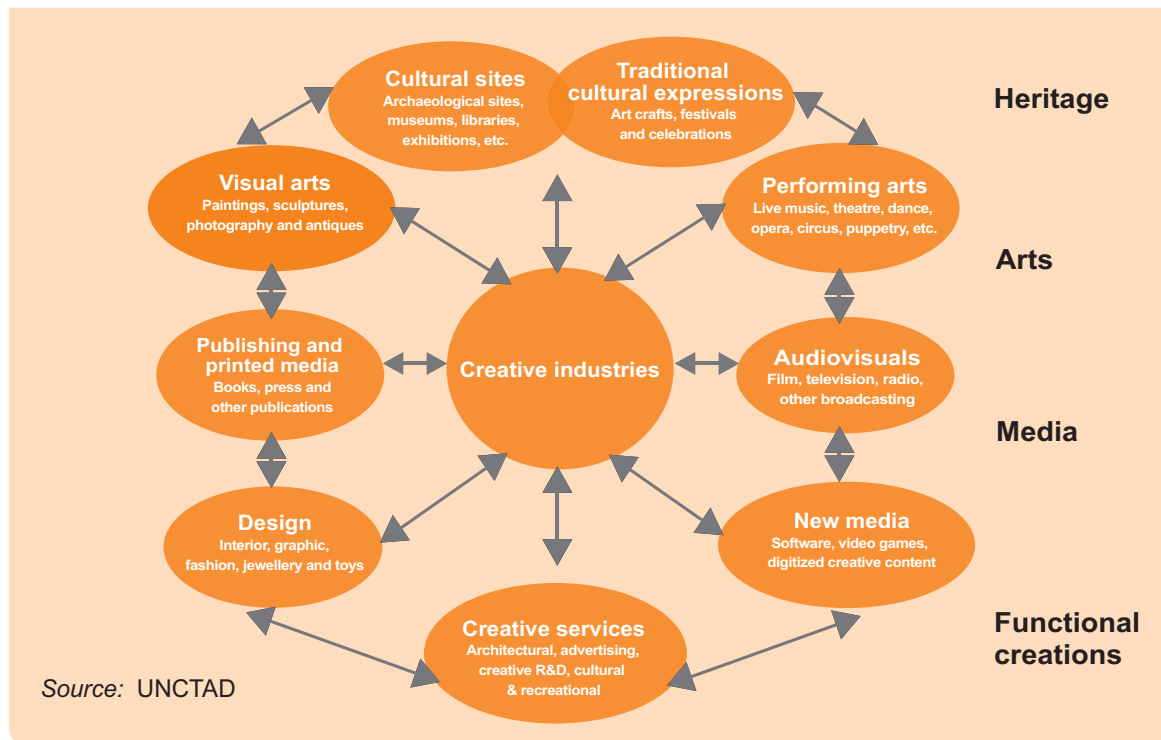 Cultural sites
Archaeological sites,
museums, libraries,
exhibitions, etc.
Traditional
cultural expressions
Art crafts, festivals
and celebrations
Heritage
Visual arts
Paintings, sculptures,
photography and antiques
Performing arts
Live music, theatre, dance,
opera, circus, puppetry, etc.
Arts
Publishing and
printed media
Books, press and
other publications
Creative industries
Audiovisuals
Film, television, radio,
other broadcasting
Media
Design
Interior, graphic,
fashion, jewellery and toys
New media
Software, video games,
digitized creative content
Creative services
Architectural, advertising,
creative R&D, cultural
& recreational
Functional
creations
Source: UNCTAD